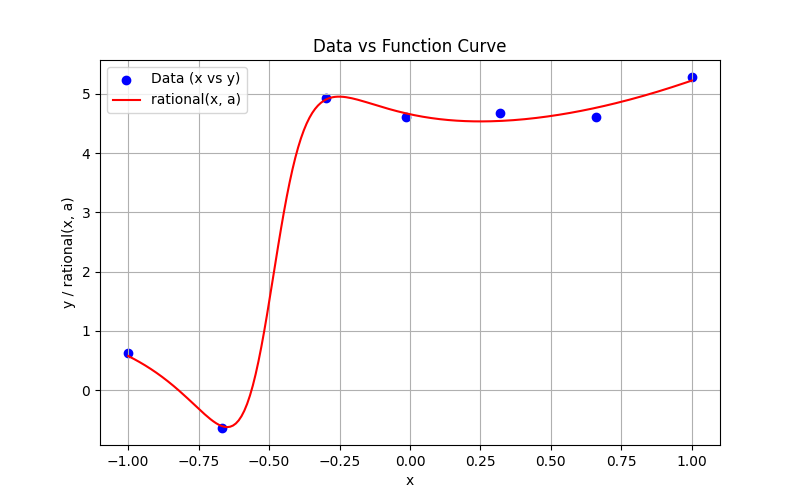 Data vs Function Curve
Data (x vs y)
rational(x, a)
y / rational(x, a)
5
4
3
2
1
0
−1.00 −0.75 −0.50 −0.25 0.00 0.25 0.50 0.75 1.00
x